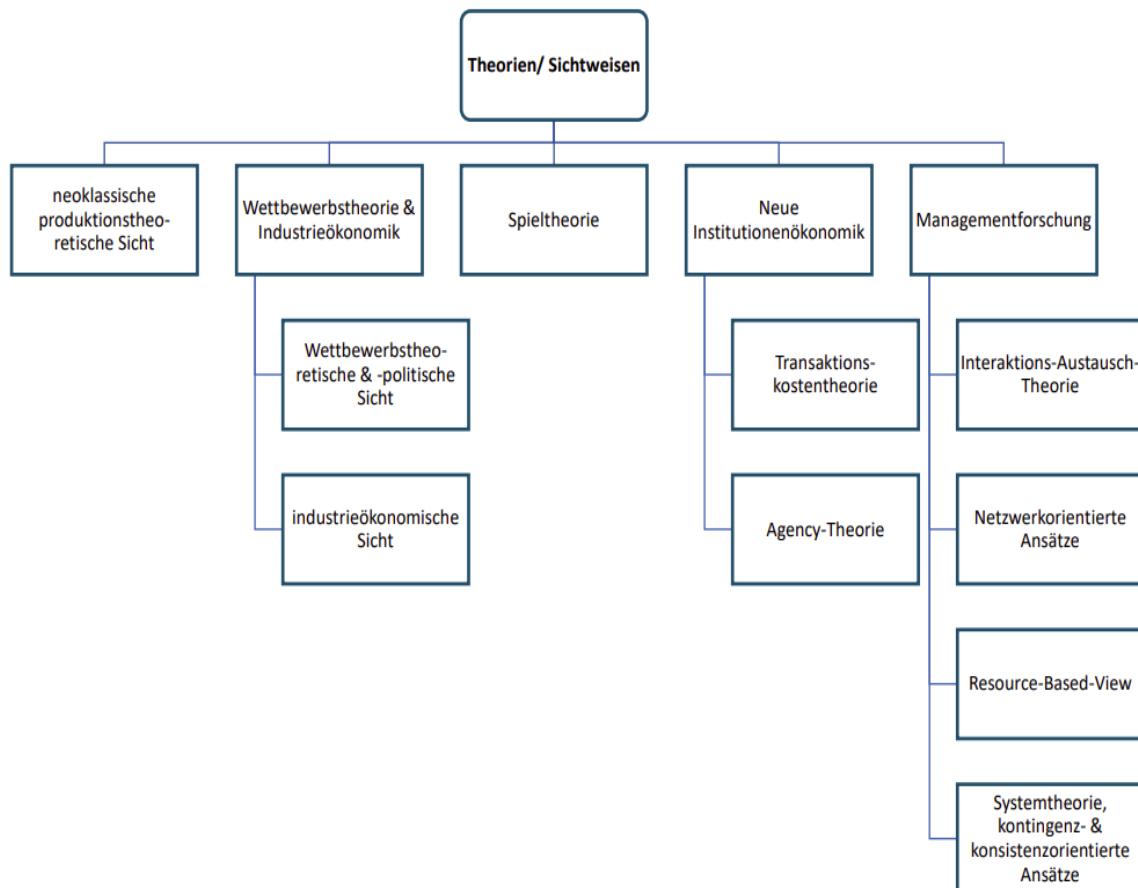 Theorien/ Sichtweisen
neoklassische
produktionstheo-
retische Sicht
Wettbewerbstheorie &
Industrieökonomik
Spieltheorie
Neue
Institutionenökonomik
Managementforschung
Wettbewerbstheo-
retische & -politische
Sicht
industrieökonomische
Sicht
Transaktions-
kostentheorie
Agency-Theorie
Interaktions-Austausch-
Theorie
Netzwerkorientierte
Ansätze
Resource-Based-View
Systemtheorie,
kontingenz- &
konsistenzorientierte
Ansätze